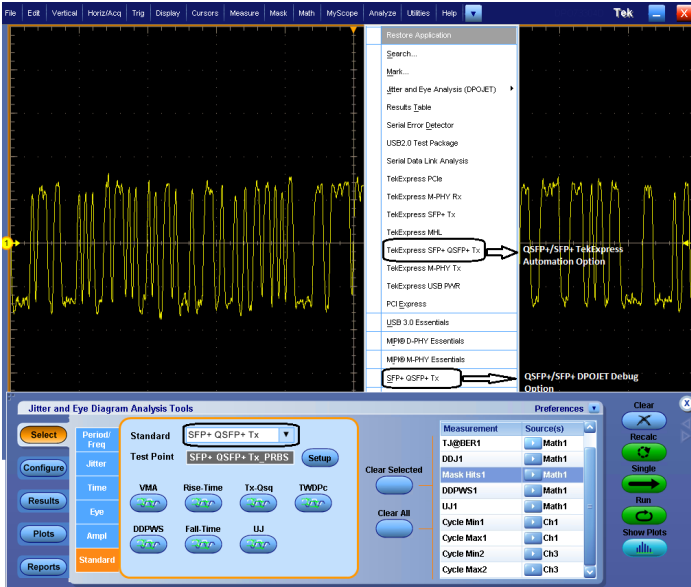 File Edit Vertical Horiz/Acq Trig Display Cursors Measure Mask Math MyScope Analyze Utilities Help Tek
Restore Application
Search...
Mark...
Jitter and Eye Analysis (DPOJET)
Results Table
Serial Error Detector
USB2.0 Test Package
Serial Data Link Analysis
TekExpress PCIe
TekExpress M-PHY Rx
TekExpress SFP+ Tx
TekExpress MHL
TekExpress SFP+ QSFP+ Tx
QSFP+/SFP+ TekExpress
Automation Option
TekExpress M-PHY Tx
TekExpress USB PWR
PCI Express
USB 3.0 Essentials
MIPI® D-PHY Essentials
MIPI® M-PHY Essentials
SFP+ QSFP+ Tx
QSFP+/SFP+ DPOJET Debug
Option
1
Jitter and Eye Diagram Analysis Tools
Preferences
Clear
X
Select
Configure
Results
Plots
Reports
Period/
Freq
Jitter
Time
Eye
Ampl
Standard
Standard SFP+ QSFP+ Tx
Test Point SFP+ QSFP+ Tx_PRBS Setup
VMA Rise-Time Tx-Qsq TWDPc
DDPWS Fall-Time UJ
Clear Selected
Clear All
Measurement Source(s)
TJ@BER1 Math1
DDJ1 Math1
Mask Hits1 Math1
DDPWS1 Math1
UJ1 Math1
Cycle Min1 Ch1
Cycle Max1 Ch1
Cycle Min2 Ch3
Cycle Max2 Ch3
Recalc
Single
Run
Show Plots